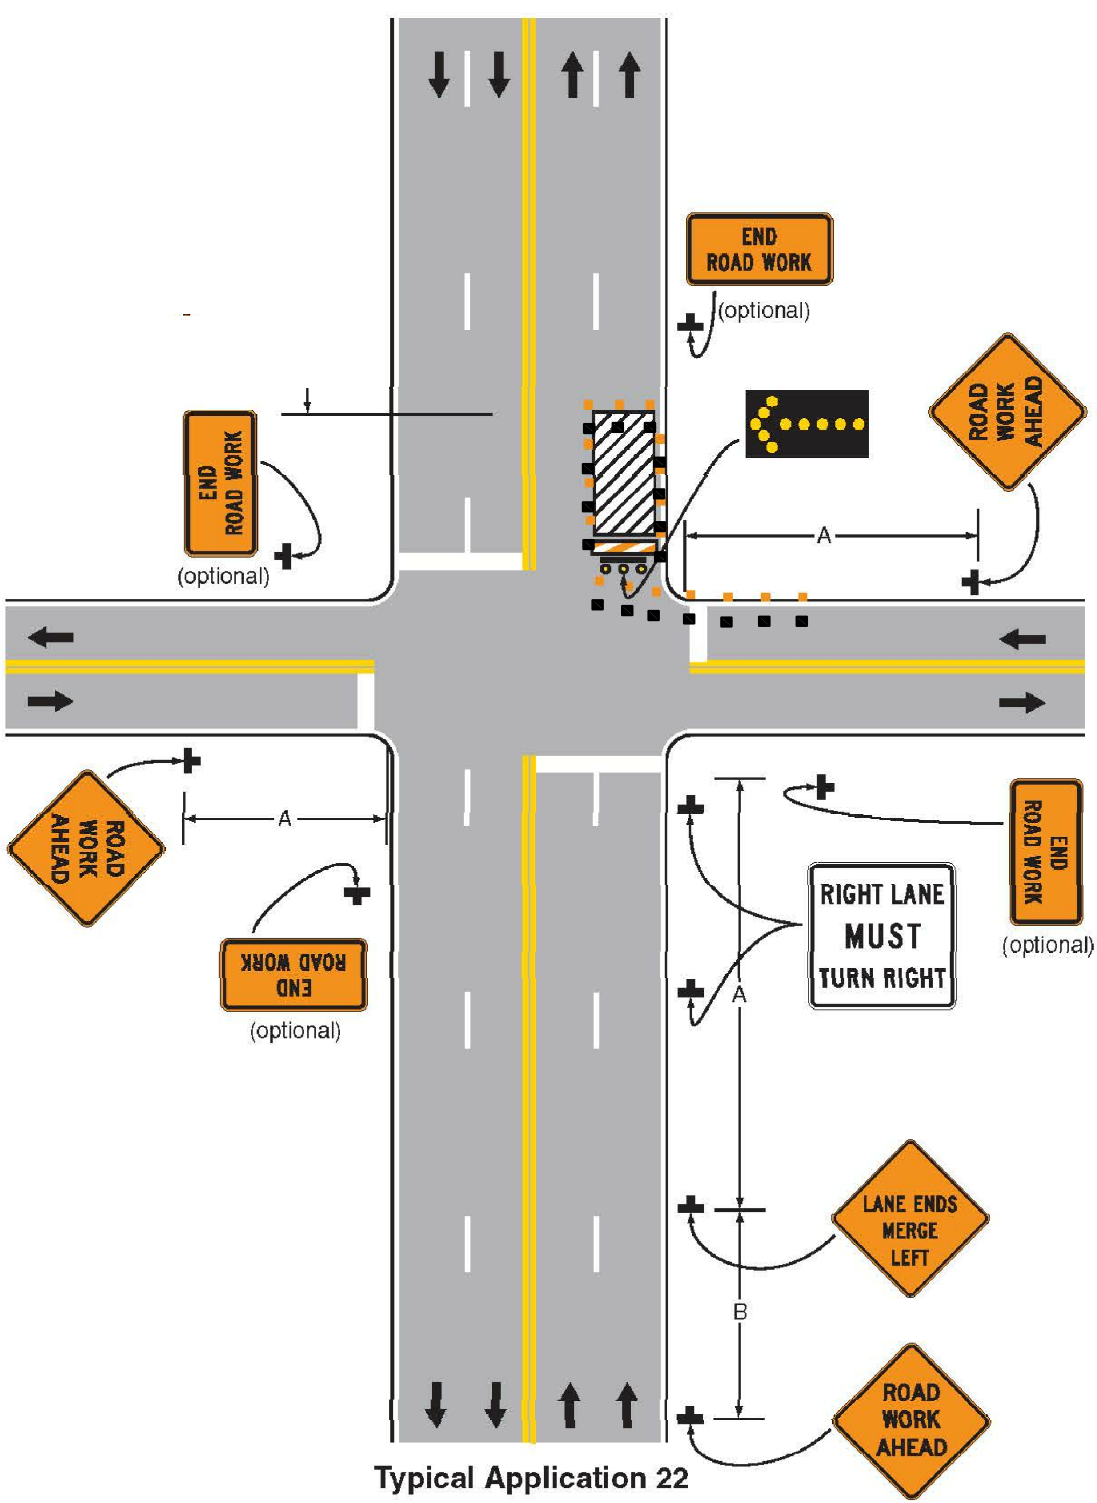 END
ROAD WORK
(optional)
ROAD
WORK
AHEAD
END
ROAD WORK
(optional)
A
ROAD
WORK
AHEAD
A
END
ROAD WORK
(optional)
END
ROAD WORK
(optional)
RIGHT LANE
MUST
TURN RIGHT
A
LANE ENDS
MERGE
LEFT
B
ROAD
WORK
AHEAD
Typical Application 22